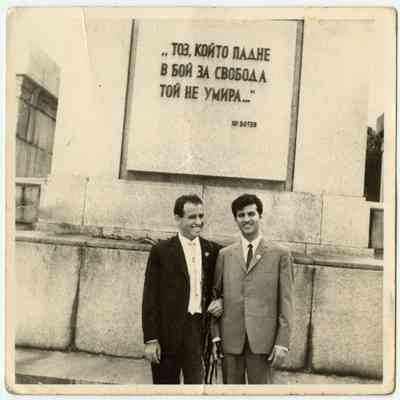 „ТОЗ, КОЙТО ПАДНЕ
В БОЙ ЗА СВОБОДА
ТОЙ НЕ УМИРА..."
ХР. БОТЕВ